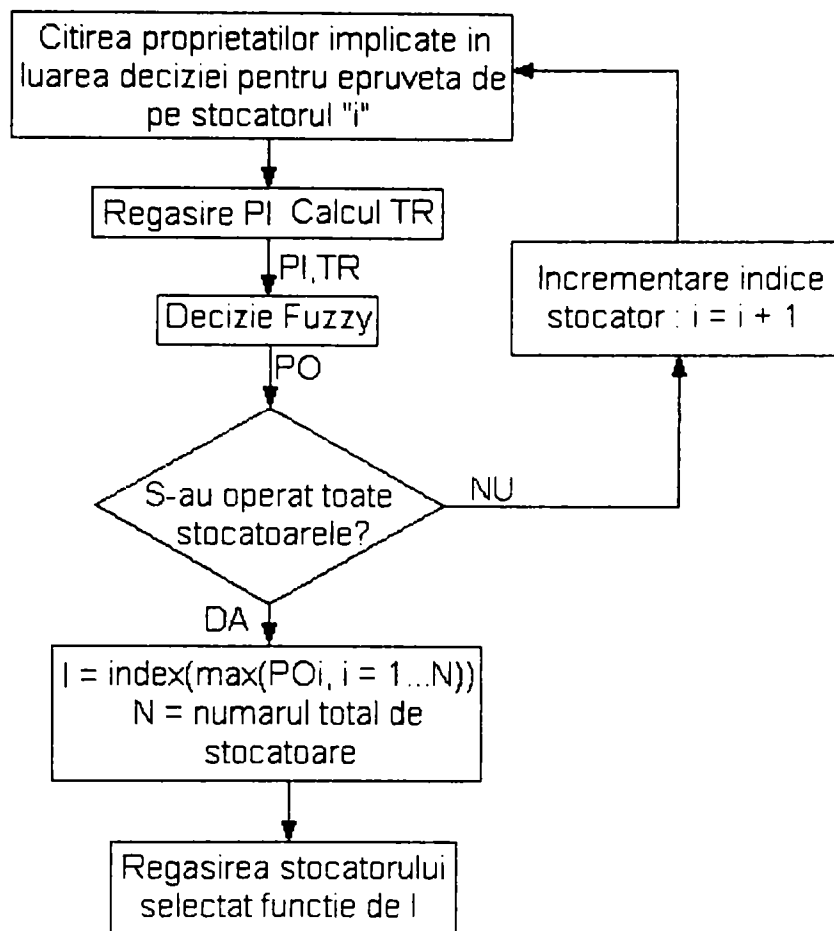 Citirea proprietatilor implicate in
luarea deciziei pentru epruveta de
pe stocatorul "i"
Regasire PI Calcul TR
PI,TR
Decizie Fuzzy
PO
Incrementare indice
stocator : i = i + 1
S-au operat toate
stocatoarele?
NU
DA
I = index(max(POi, i = 1...N))
N = numarul total de
stocatoare
Regasirea stocatorului
selectat functie de I